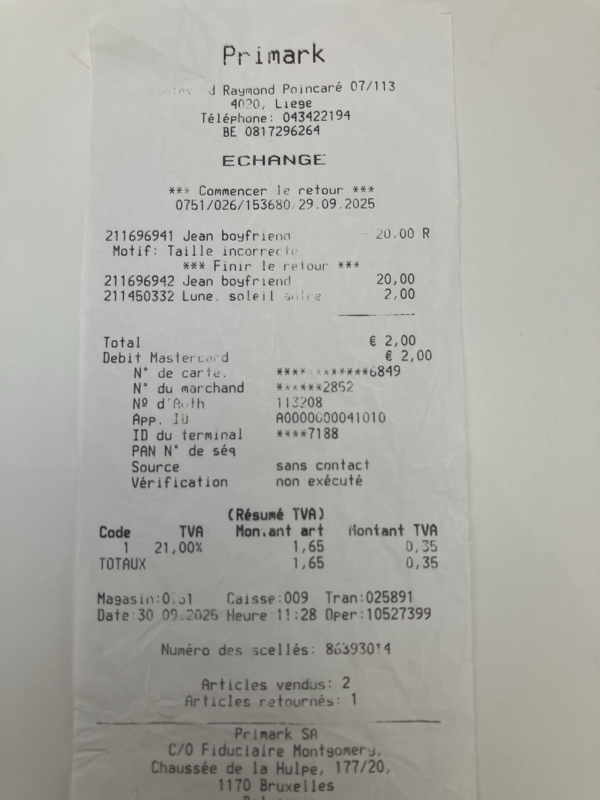 Primark
d Raymond Poincaré 07/113
4020, Liege
Téléphone: 043422194
BE 0817296264
ECHANGE
*** Commencer le retour ***
0751/026/153680 29.09.2025
211696941 Jean boyfriend - 20.00 R
Motif: Taille incorrecte
*** Finir le retour ***
211696942 Jean boyfriend 20,00
211450332 Lune. soleil autre 2,00
Total € 2,00
Debit Mastercard € 2,00
N° de carte. ************6849
N° du marchand ******2852
Nº d'Auth 113208
App. ID A0000000041010
ID du terminal ****7188
PAN N° de séq
Source sans contact
Vérification non exécuté
(Résumé TVA)
Code TVA Mon.ant art Montant TVA
1 21,00% 1,65 0,35
TOTAUX 1,65 0,35
Magasin: Caisse:009 Tran:025891
Date:30 09.2025 Heure:11:28 Oper:10527399
Numéro des scellés: 86393014
Articles vendus: 2
Articles retournés: 1
Primark SA
C/O Fiduciaire Montgomery,
Chaussée de la Hulpe, 177/20,
1170 Bruxelles